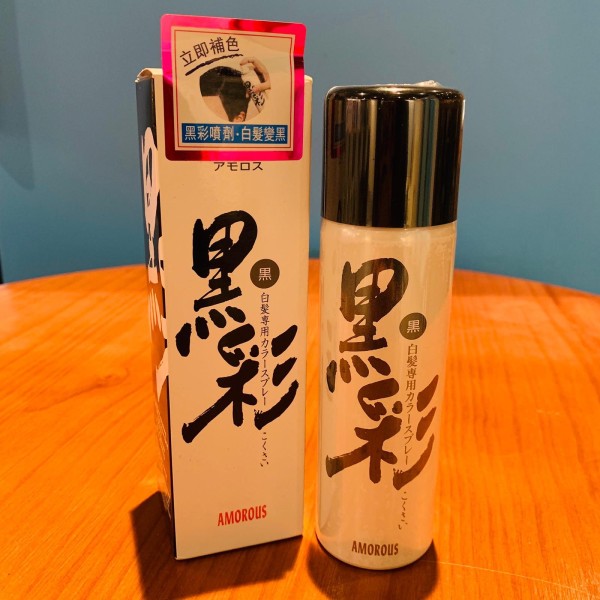 立即補色
黑彩噴劑·白髮變黑
アモロス
黒彩
黒
白髪専用カラースプレー
こくさい
AMOROUS
黒彩
黒
白髪専用カラースプレー
こくさい
AMOROUS